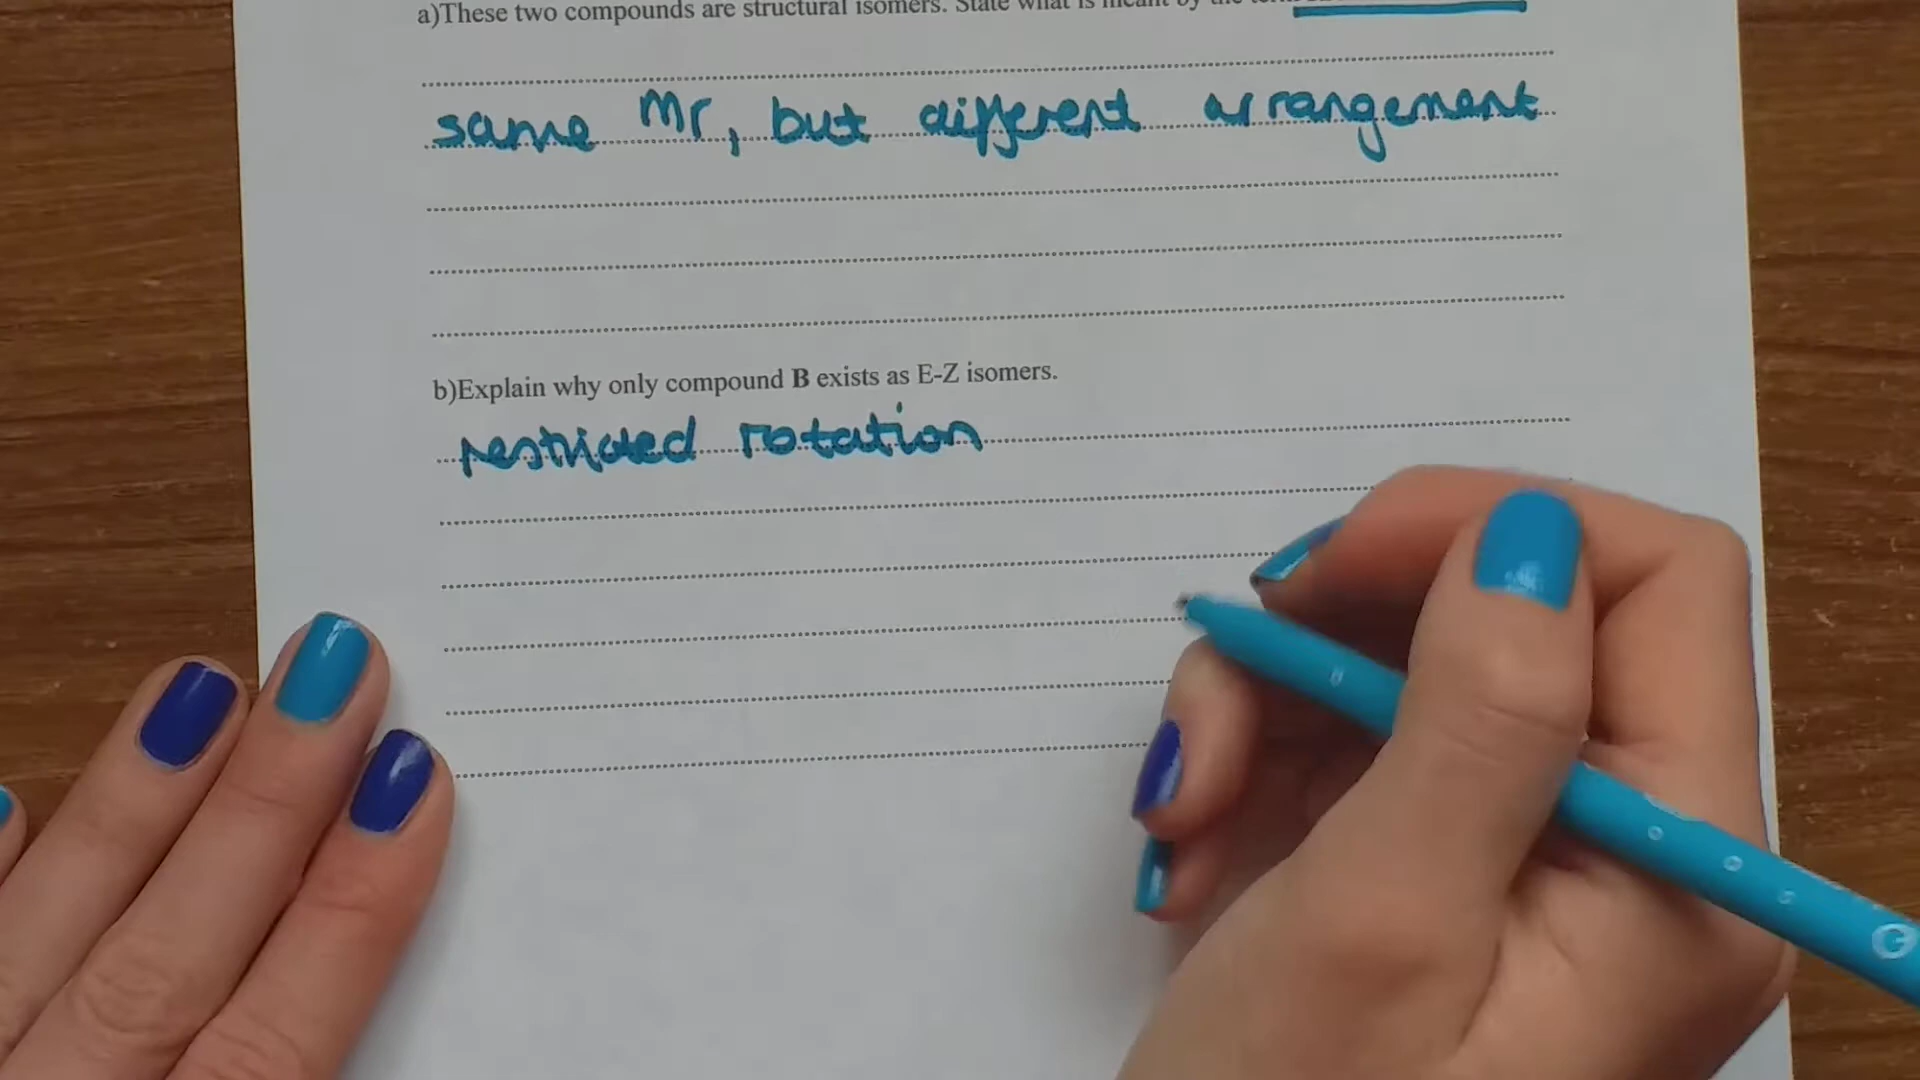 a)These two compounds are structural isomers. State what is meant by the term
same Mr, but different arrangement
b)Explain why only compound B exists as E-Z isomers.
restricted rotation